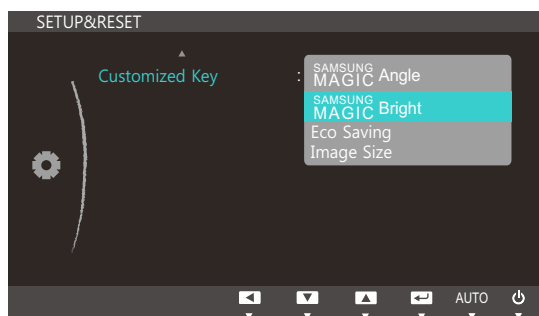 SETUP&RESET
Customized Key : SAMSUNG MAGIC Angle
SAMSUNG MAGIC Bright
Eco Saving
Image Size
AUTO